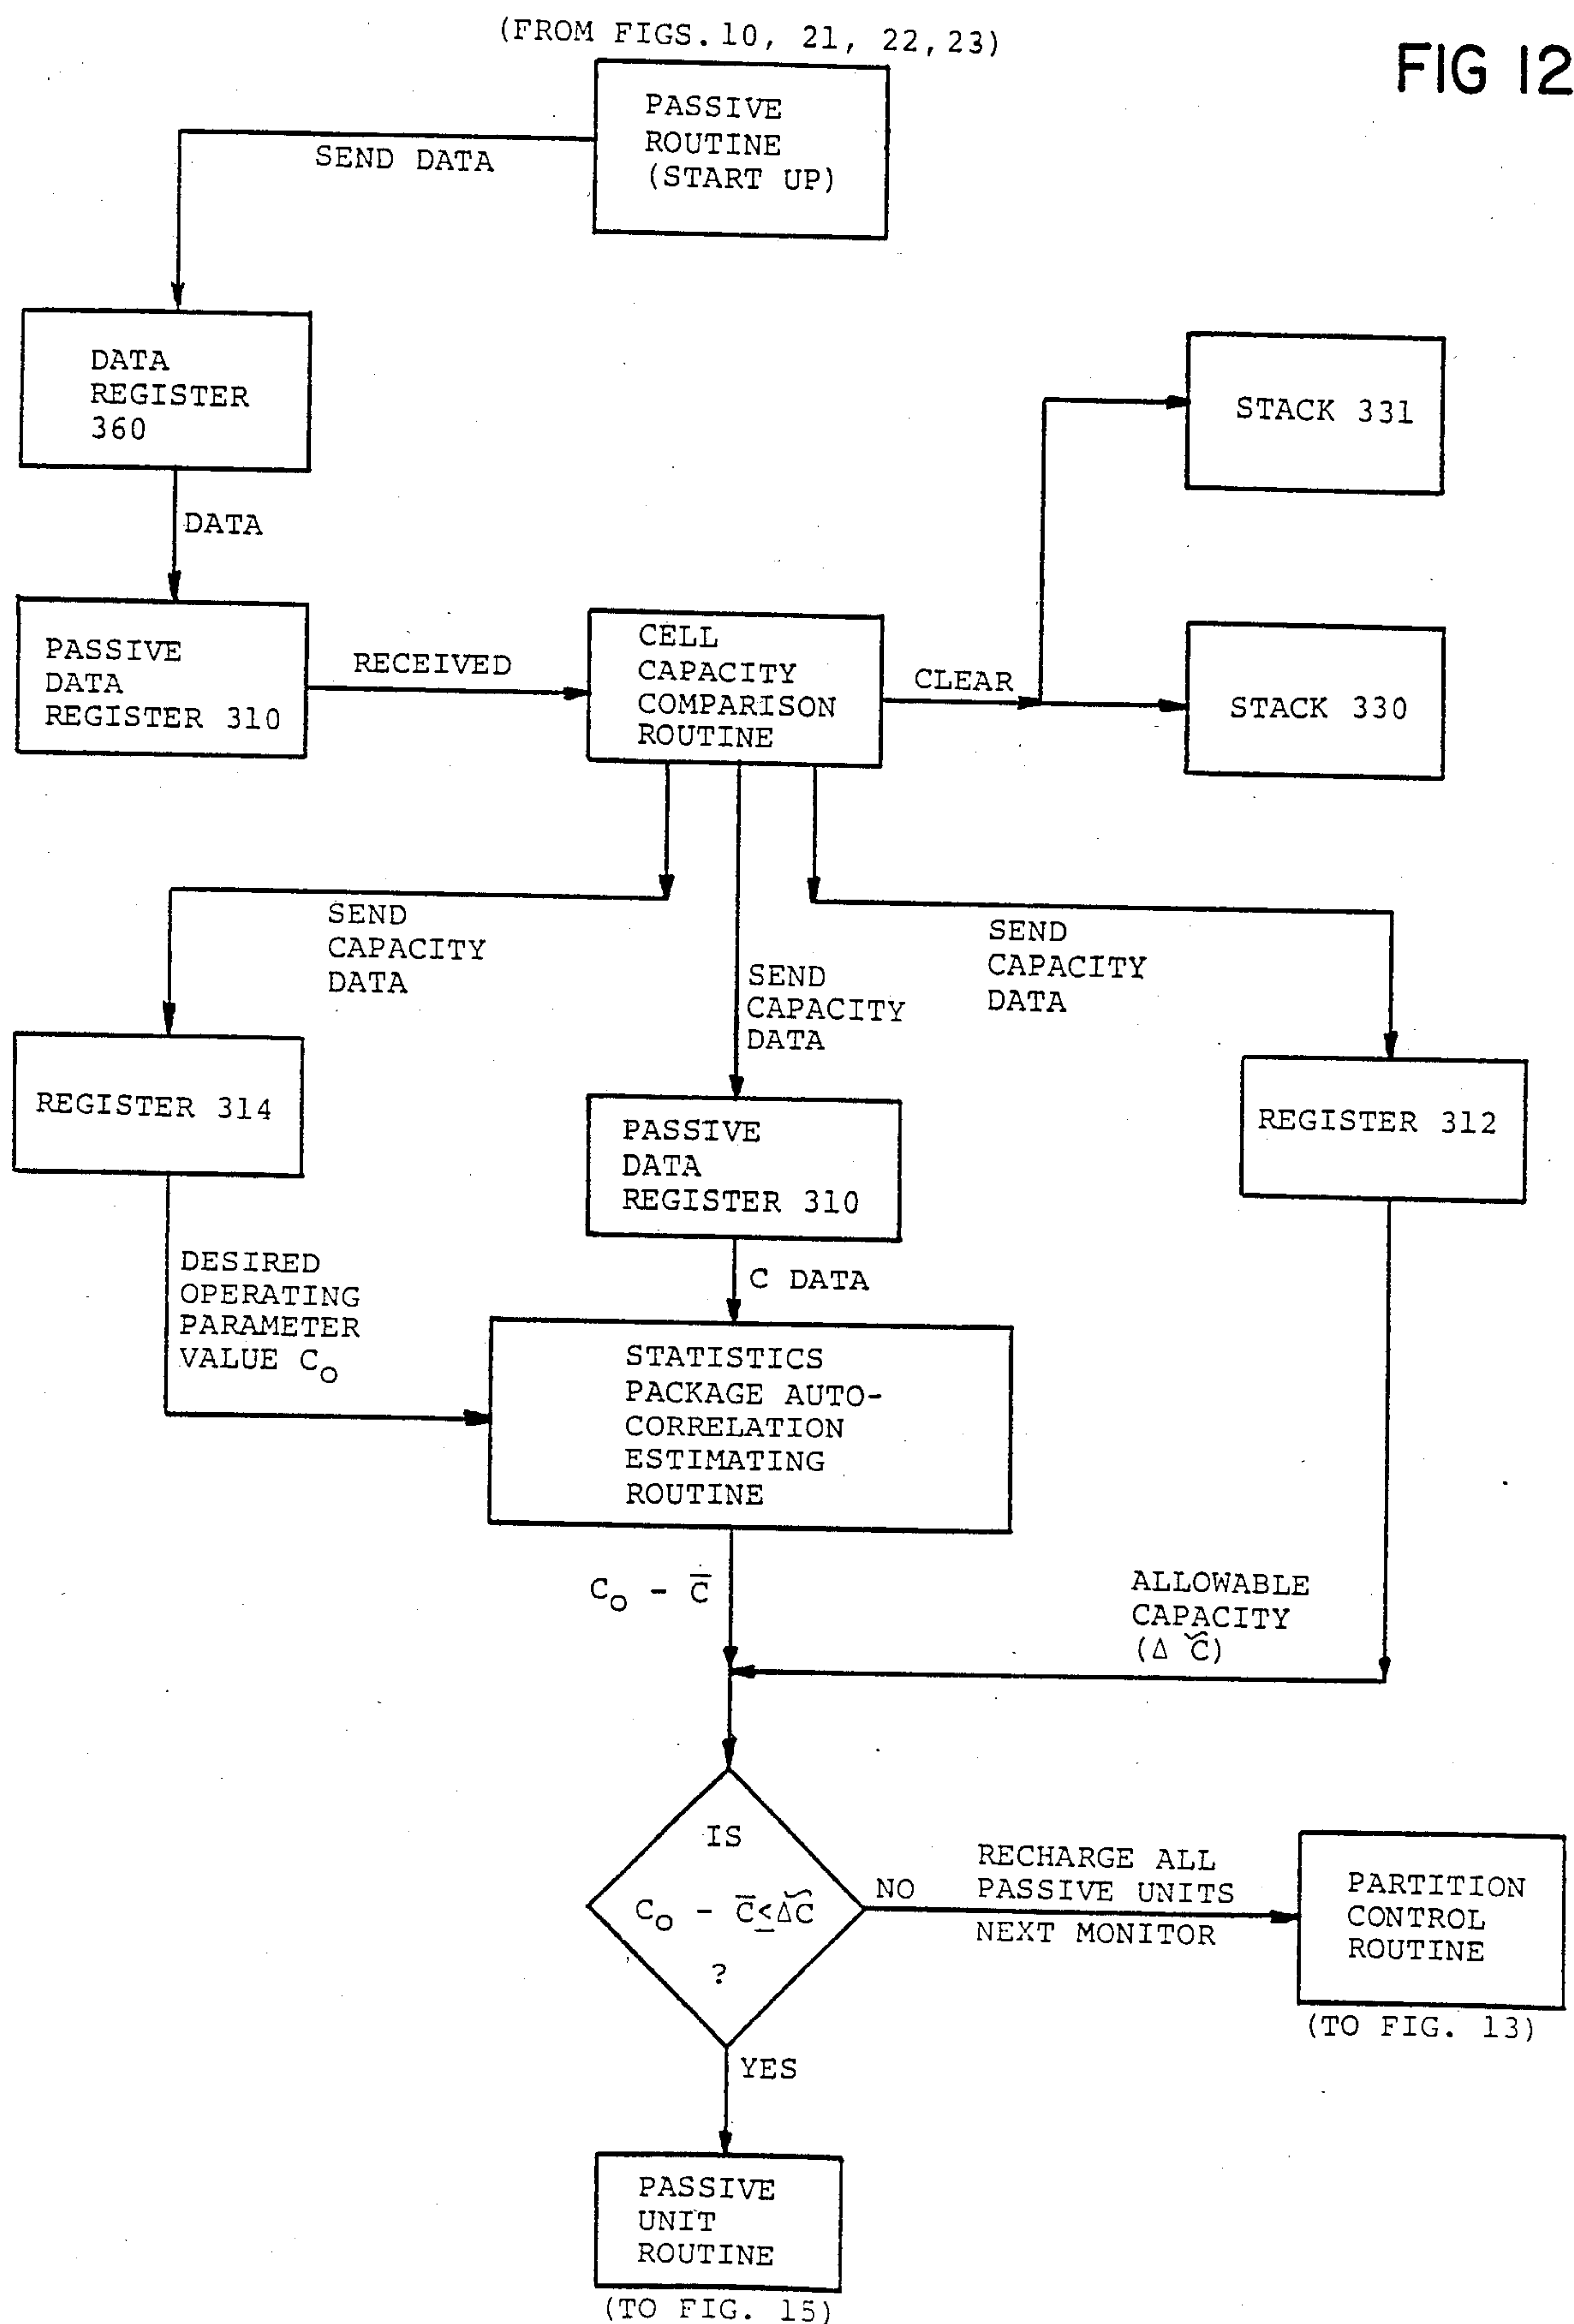 (FROM FIGS. 10, 21, 22, 23)
FIG 12
PASSIVE
ROUTINE
(START UP)
SEND DATA
DATA
REGISTER
360
STACK 331
DATA
PASSIVE
DATA
REGISTER 310
RECEIVED
CELL
CAPACITY
COMPARISON
ROUTINE
CLEAR
STACK 330
SEND
CAPACITY
DATA
SEND
CAPACITY
DATA
SEND
CAPACITY
DATA
REGISTER 314
PASSIVE
DATA
REGISTER 310
REGISTER 312
DESIRED
OPERATING
PARAMETER
VALUE C₀
C DATA
STATISTICS
PACKAGE AUTO-
CORRELATION
ESTIMATING
ROUTINE
C₀ - C̅
ALLOWABLE
CAPACITY
(Δ C̃)
IS
C₀ - C̅≤ΔC̃
?
NO
RECHARGE ALL
PASSIVE UNITS
NEXT MONITOR
PARTITION
CONTROL
ROUTINE
(TO FIG. 13)
YES
PASSIVE
UNIT
ROUTINE
(TO FIG. 15)